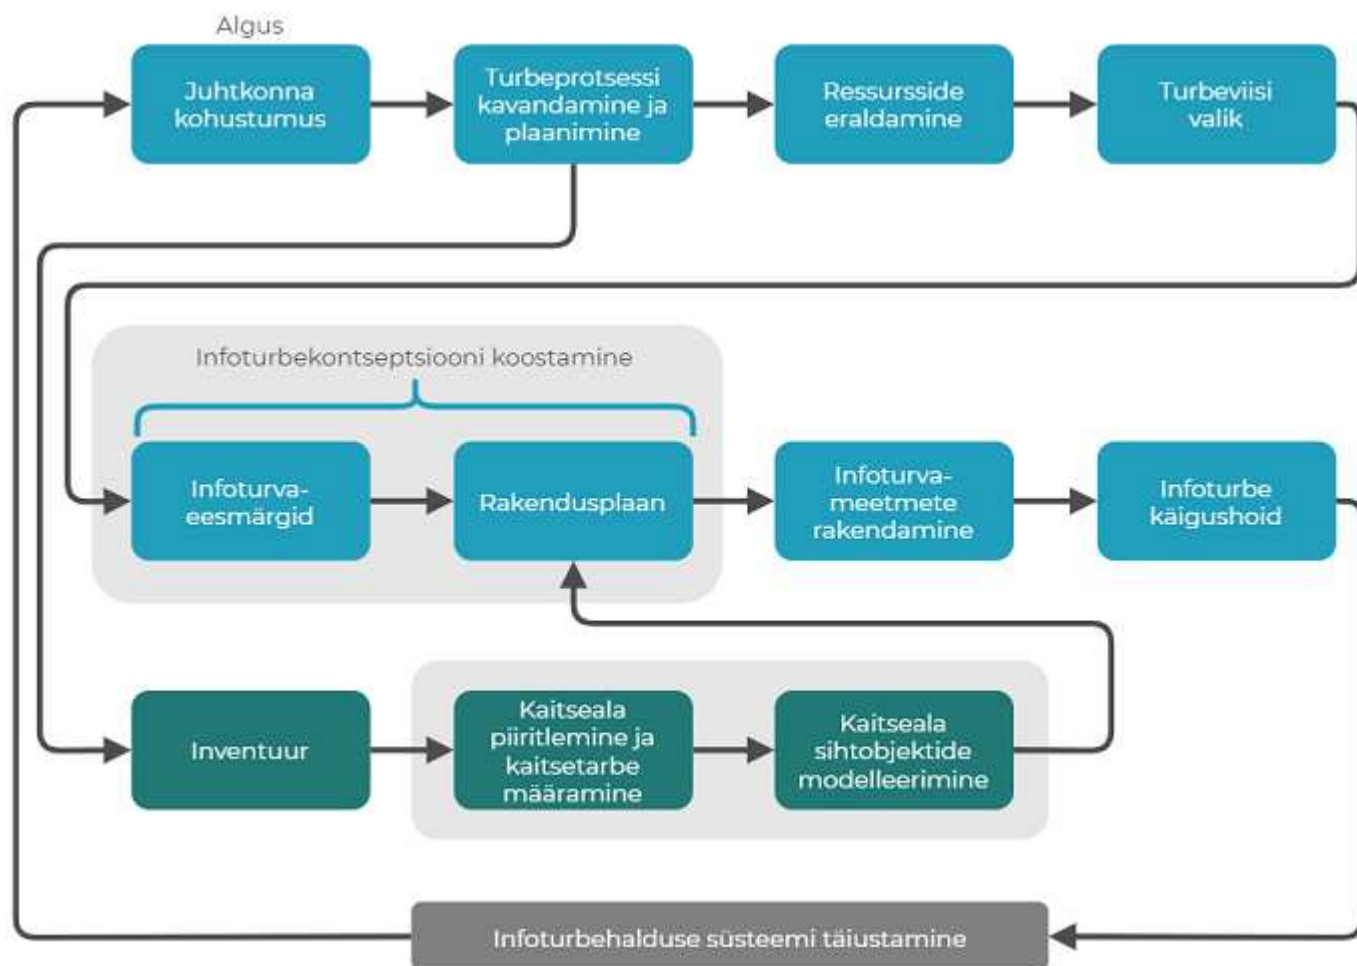 Algus
Juhtkonna
kohustumus
Turbeprotsessi
kavandamine ja
plaanimine
Ressursside
eraldamine
Turbeviisi
valik
Infoturbekontseptsiooni koostamine
Infoturva-
eesmärgid
Rakendusplaan
Infoturva-
meetmete
rakendamine
Infoturbe
käigushoid
Inventuur
Kaitseala
piiritlemine ja
kaitsetarbe
määramine
Kaitseala
sihtobjektide
modelleerimine
Infoturbehalduse süsteemi täiustamine